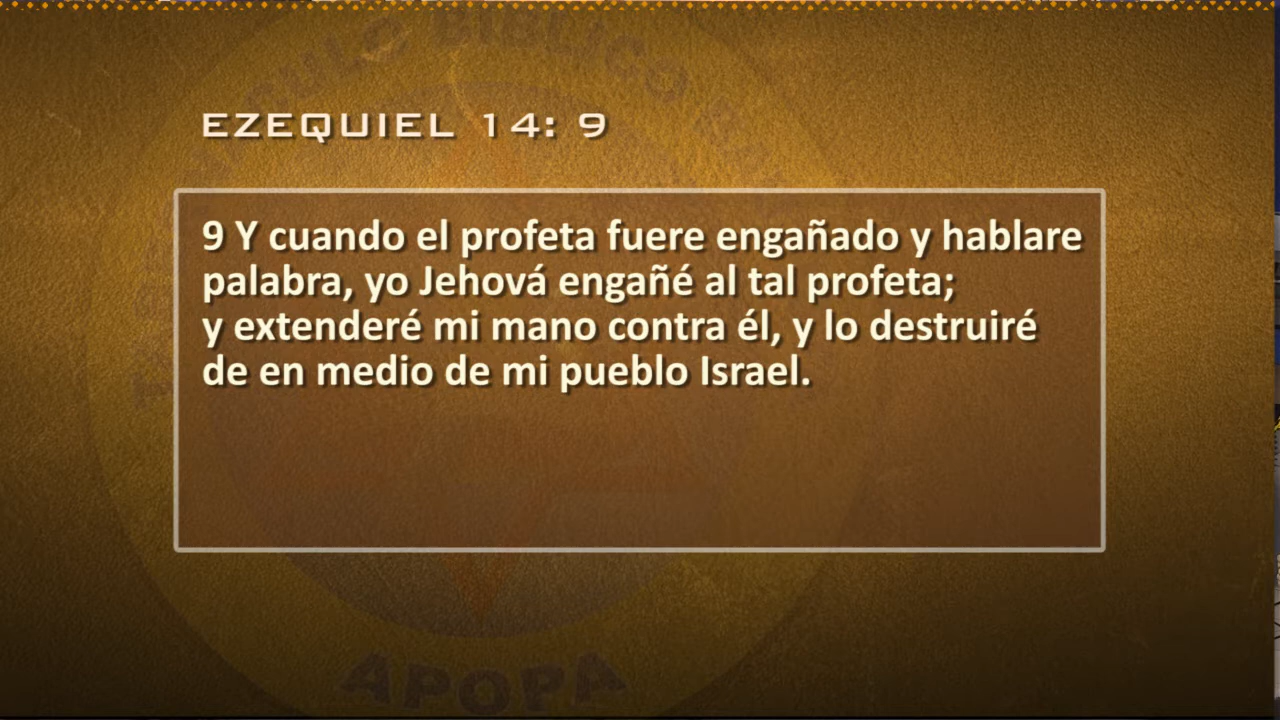 EZEQUIEL 14: 9
9 Y cuando el profeta fuere engañado y hablare
palabra, yo Jehová engañé al tal profeta;
y extenderé mi mano contra él, y lo destruiré
de en medio de mi pueblo Israel.
APOPA